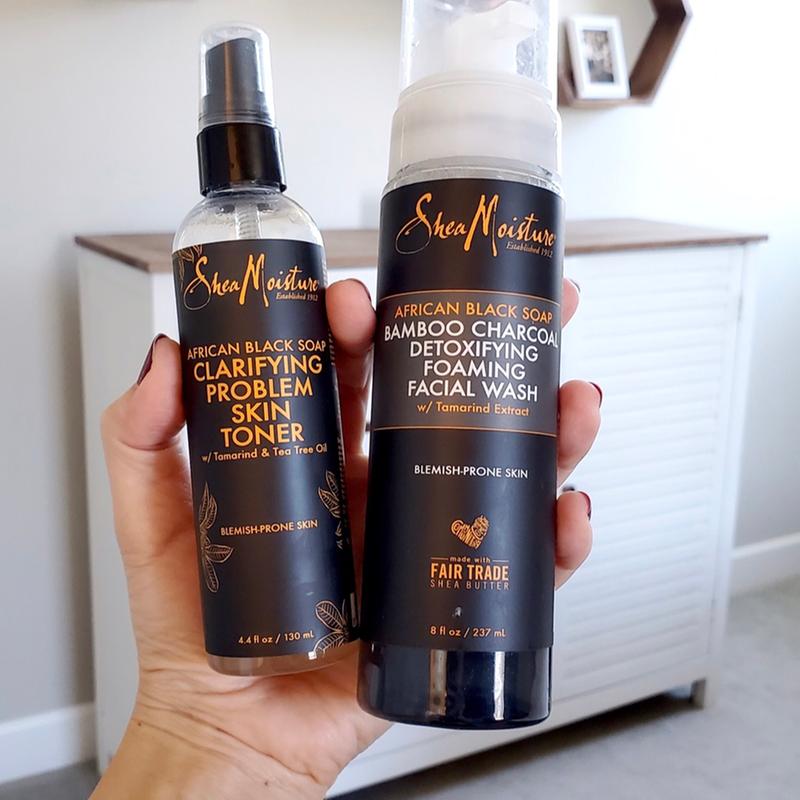 SheaMoisture
Established 1912
AFRICAN BLACK SOAP
CLARIFYING
PROBLEM
SKIN
TONER
w/ Tamarind & Tea Tree Oil
BLEMISH-PRONE SKIN
4.4 fl oz / 130 mL
SheaMoisture
Established 1912
AFRICAN BLACK SOAP
BAMBOO CHARCOAL
DETOXIFYING
FOAMING
FACIAL WASH
w/ Tamarind Extract
BLEMISH-PRONE SKIN
made with
FAIR TRADE
SHEA BUTTER
8 fl oz / 237 mL